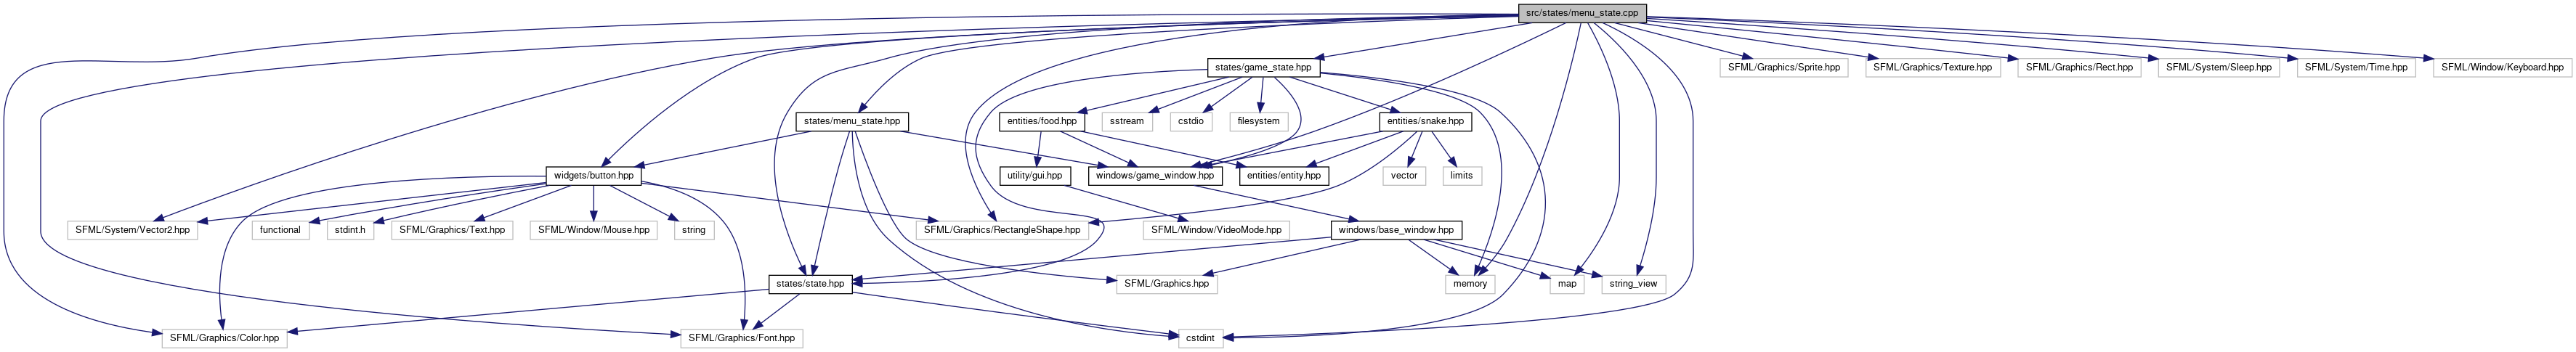 src/states/menu_state.cpp
states/game_state.hpp
SFML/Graphics/Sprite.hpp
SFML/Graphics/Texture.hpp
SFML/Graphics/Rect.hpp
SFML/System/Sleep.hpp
SFML/System/Time.hpp
SFML/Window/Keyboard.hpp
states/menu_state.hpp
entities/food.hpp
sstream
cstdio
filesystem
entities/snake.hpp
widgets/button.hpp
utility/gui.hpp
windows/game_window.hpp
entities/entity.hpp
vector
limits
SFML/System/Vector2.hpp
functional
stdint.h
SFML/Graphics/Text.hpp
SFML/Window/Mouse.hpp
string
SFML/Graphics/RectangleShape.hpp
SFML/Window/VideoMode.hpp
windows/base_window.hpp
states/state.hpp
SFML/Graphics.hpp
memory
map
string_view
SFML/Graphics/Color.hpp
SFML/Graphics/Font.hpp
cstdint